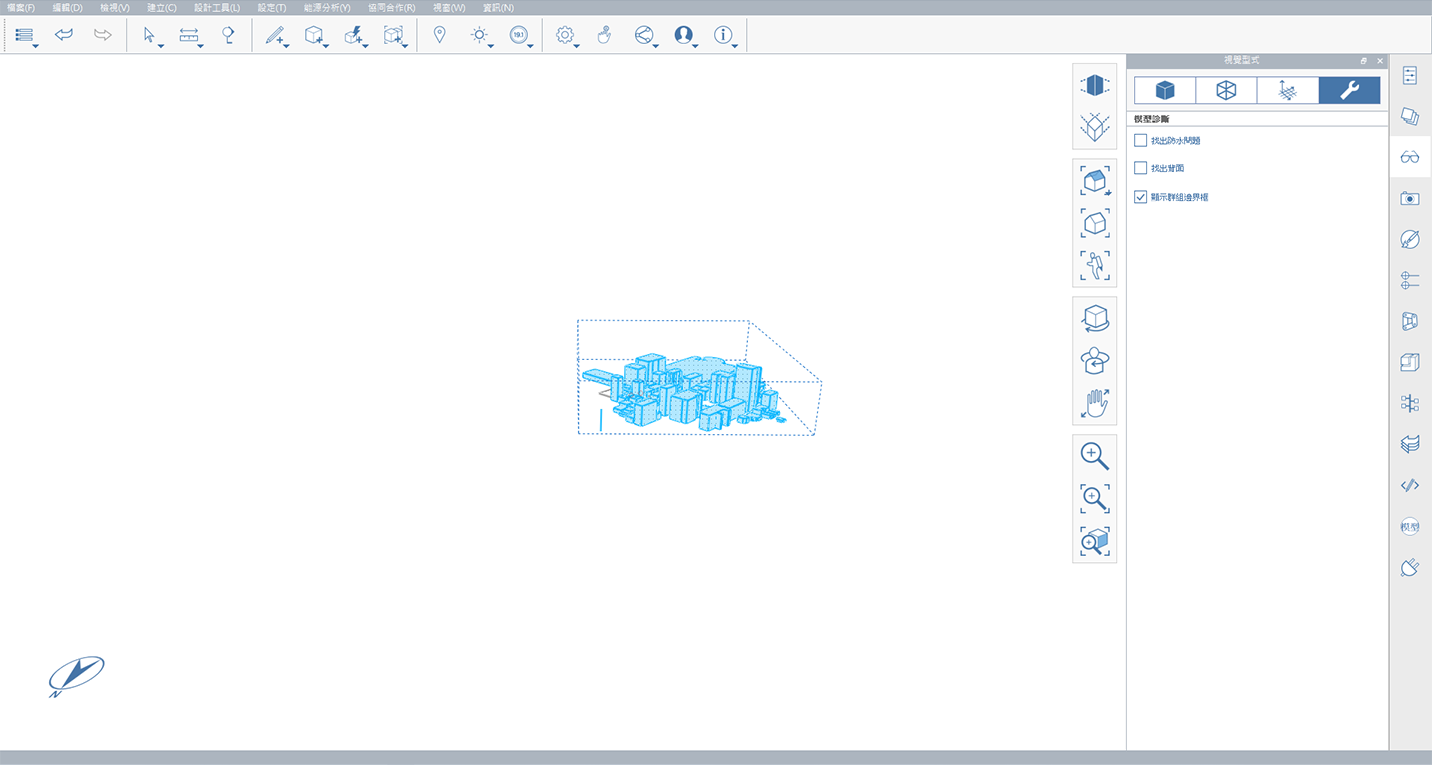 檔案(F) 編輯(D) 檢視(V) 建立(C) 設計工具(L) 設定(T) 能源分析(Y) 協同合作(R) 視窗(W) 資訊(N)
19.1
視覺型式
模型診斷
找出防水問題
找出背面
顯示群組邊界框
模型
N